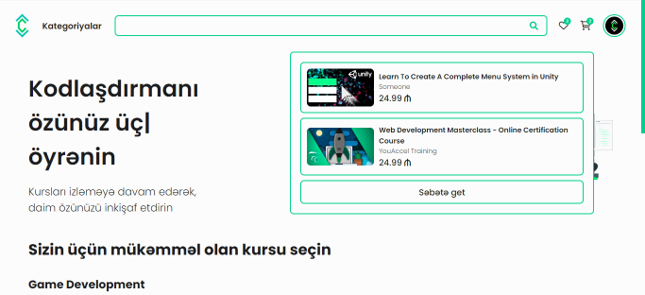 Kategoriyalar
Kodlaşdırmanı
özünüz üç|
öyrənin
Kursları izləməyə davam edərək,
daim özünüzü inkişaf etdirin
unity
Learn To Create A Complete Menu System in Unity
Someone
24.99 ₼
Web Development Masterclass - Online Certification
Course
YouAccel Training
24.99 ₼
Səbətə get
Sizin üçün mükəmməl olan kursu seçin
Game Development